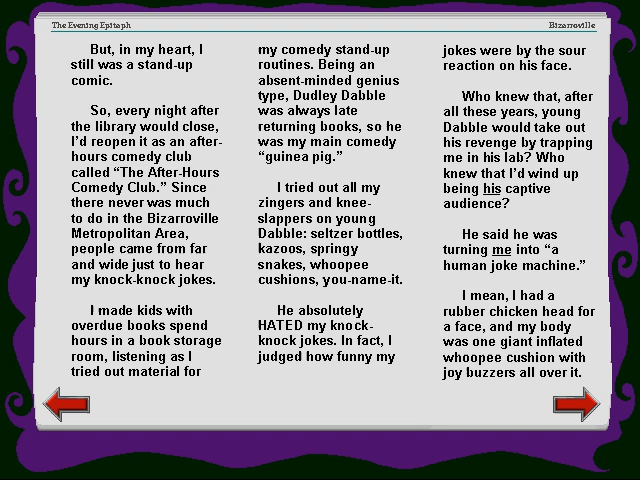 The Evening Epitaph
Bizarroville
But, in my heart, I
still was a stand-up
comic.
So, every night after
the library would close,
I'd reopen it as an after-
hours comedy club
called “The After-Hours
Comedy Club.” Since
there never was much
to do in the Bizarroville
Metropolitan Area,
people came from far
and wide just to hear
my knock-knock jokes.
I made kids with
overdue books spend
hours in a book storage
room, listening as I
tried out material for
my comedy stand-up
routines. Being an
absent-minded genius
type, Dudley Dabble
was always late
returning books, so he
was my main comedy
“guinea pig.”
I tried out all my
zingers and knee-
slappers on young
Dabble: seltzer bottles,
kazoos, springy
snakes, whoopee
cushions, you-name-it.
He absolutely
HATED my knock-
knock jokes. In fact, I
judged how funny my
jokes were by the sour
reaction on his face.
Who knew that, after
all these years, young
Dabble would take out
his revenge by trapping
me in his lab? Who
knew that I'd wind up
being his captive
audience?
He said he was
turning me into “a
human joke machine.”
I mean, I had a
rubber chicken head for
a face, and my body
was one giant inflated
whoopee cushion with
joy buzzers all over it.